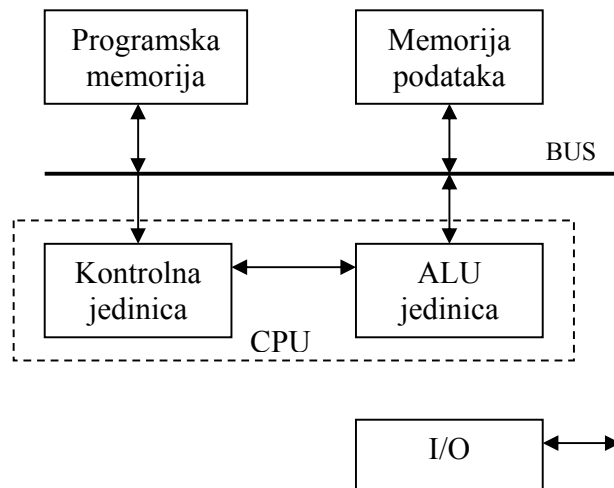 Programska
memorija
Memorija
podataka
BUS
Kontrolna
jedinica
ALU
jedinica
CPU
I/O